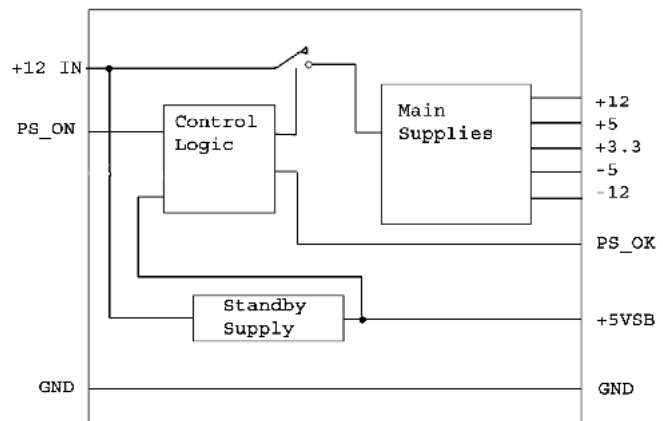 +12 IN
PS_ON
Control
Logic
Main
Supplies
+12
+5
+3.3
-5
-12
PS_OK
Standby
Supply
+5VSB
GND
GND